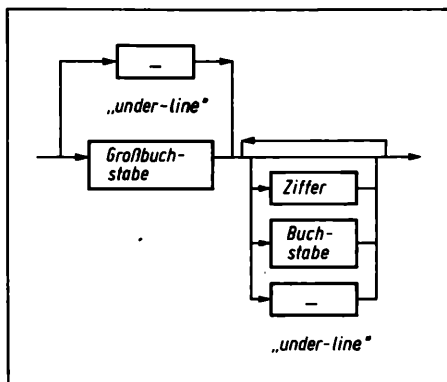 _
„under-line"
Großbuch-
stabe
Ziffer
Buch-
stabe
_
„under-line"